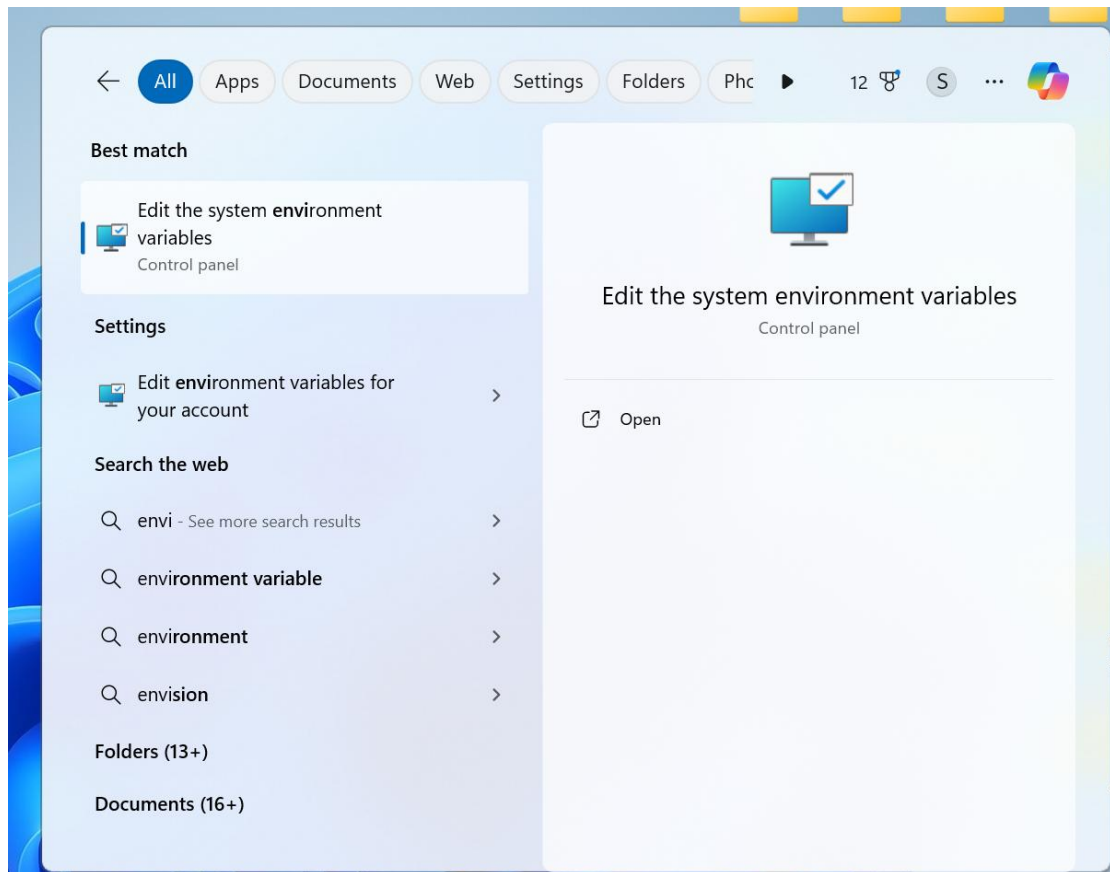 All
Apps
Documents
Web
Settings
Folders
12
S
Best match
Edit the system environment
variables
Control panel
Settings
Edit environment variables for
your account
Search the web
envi - See more search results
environment variable
environment
envision
Folders (13+)
Documents (16+)
Edit the system environment variables
Control panel
Open